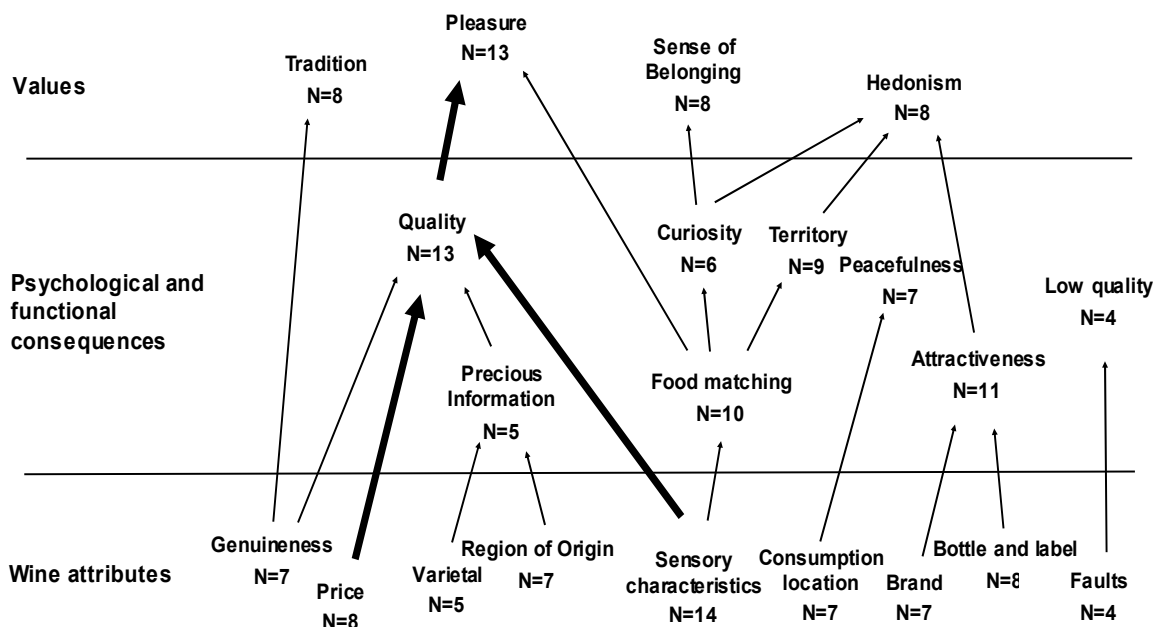 Values
Tradition
N=8
Pleasure
N=13
Sense of
Belonging
N=8
Hedonism
N=8
Psychological and
functional
consequences
Quality
N=13
Curiosity
N=6
Territory
N=9
Peacefulness
N=7
Low quality
N=4
Precious
Information
N=5
Food matching
N=10
Attractiveness
N=11
Wine attributes
Genuineness
N=7
Price
N=8
Varietal
N=5
Region of Origin
N=7
Sensory
characteristics
N=14
Consumption
location
N=7
Brand
N=7
Bottle and label
N=8
Faults
N=4